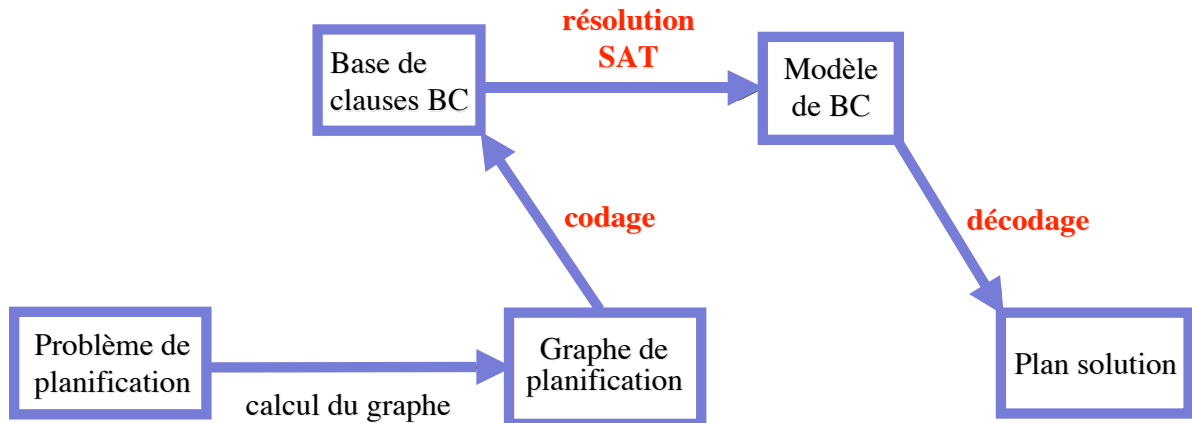 Base de
clauses BC
résolution
SAT
Modèle
de BC
codage
décodage
Problème de
planification
calcul du graphe
Graphe de
planification
Plan solution